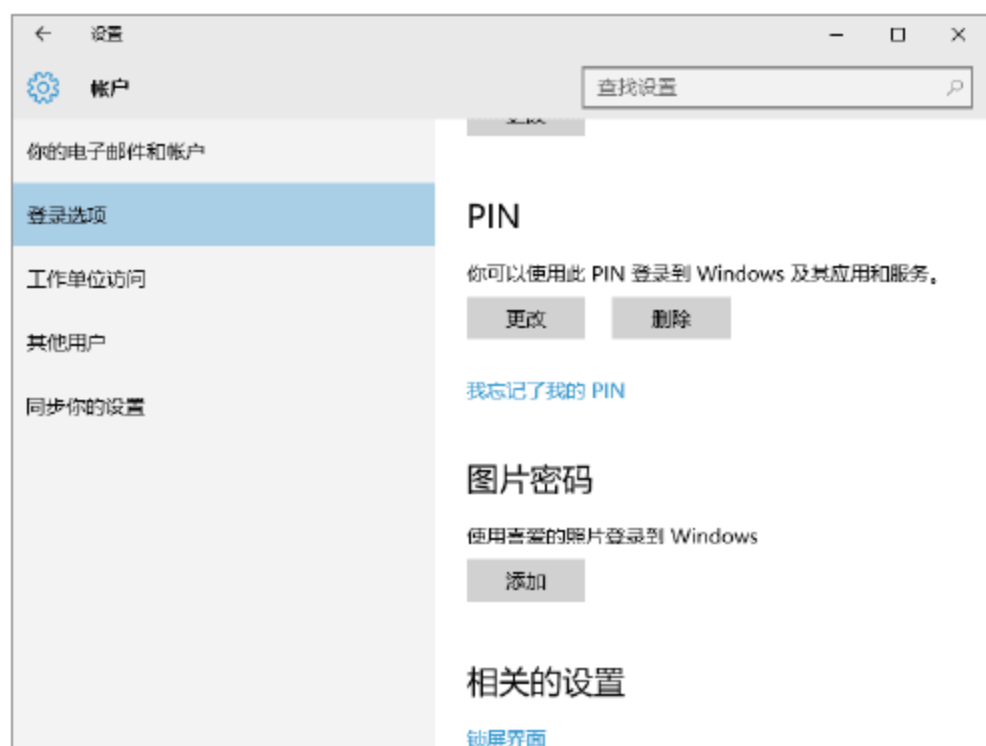 设置
帐户
查找设置
你的电子邮件和帐户
登录选项
工作单位访问
其他用户
同步你的设置
更改
PIN
你可以使用此 PIN 登录到 Windows 及其应用和服务。
更改 删除
我忘记了我的 PIN
图片密码
使用喜爱的照片登录到 Windows
添加
相关的设置
锁屏界面